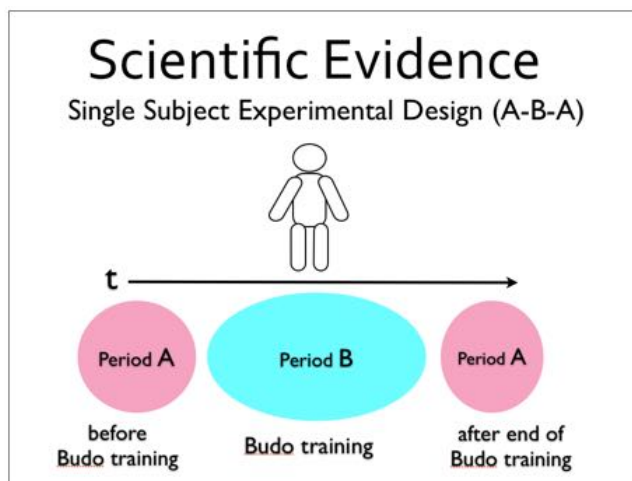 Scientific Evidence
Single Subject Experimental Design (A-B-A)
t
Period A
Period B
Period A
before
Budo training
Budo training
after end of
Budo training